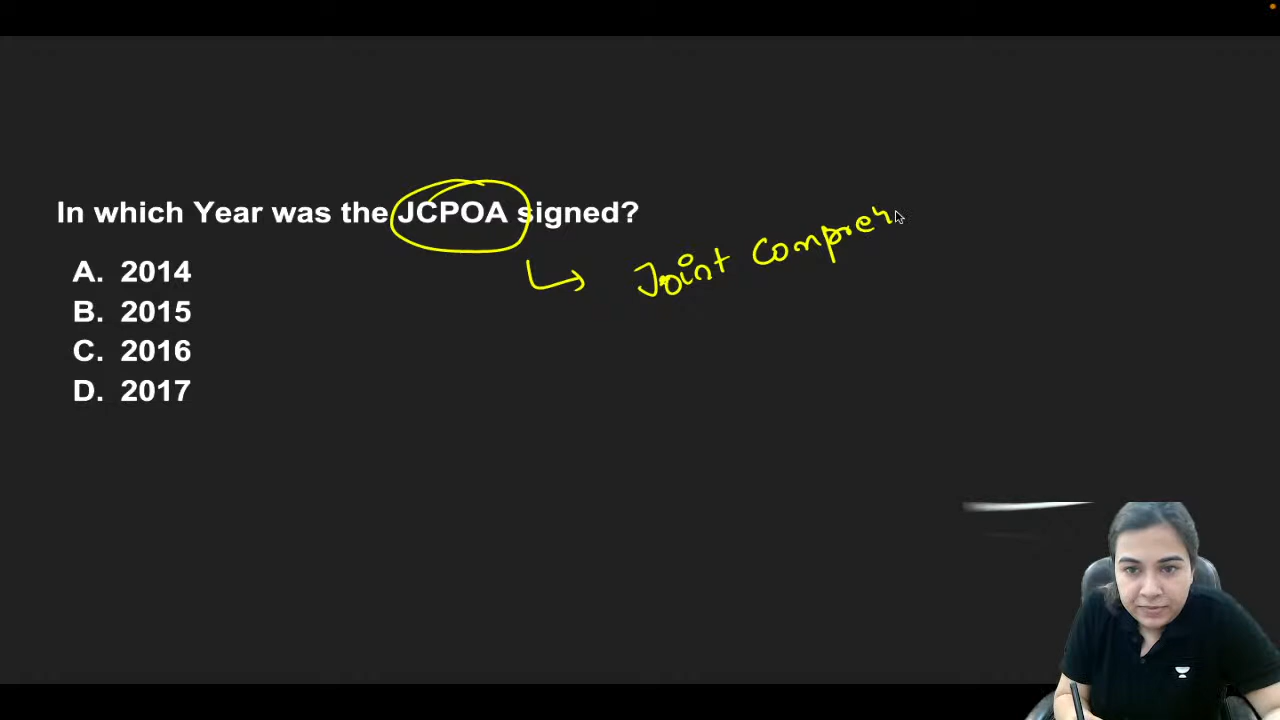 In which Year was the JCPOA signed?
Joint Compreh
A. 2014
B. 2015
C. 2016
D. 2017